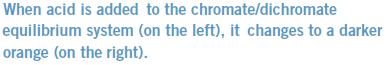 When acid is added to the chromate/dichromate
equilibrium system (on the left), it changes to a darker
orange (on the right).